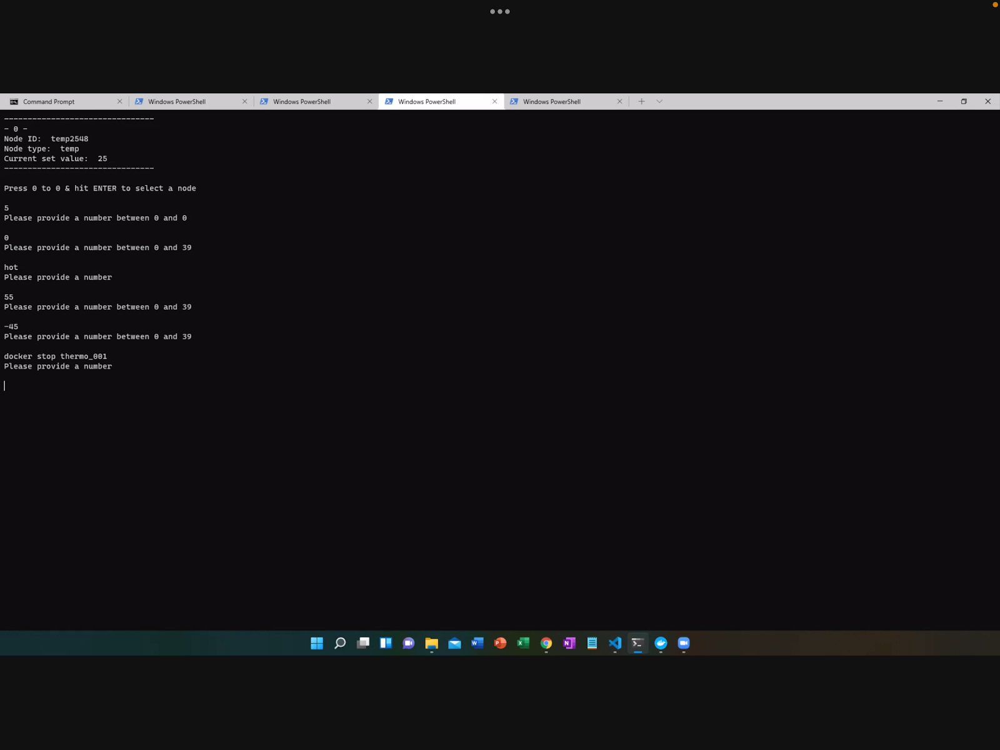 Command Prompt
Windows PowerShell
Windows PowerShell
Windows PowerShell
Windows PowerShell
--------------------------------
- 0 -
Node ID:  temp2548
Node type:  temp
Current set value:  25
--------------------------------
Press 0 to 0 & hit ENTER to select a node
5
Please provide a number between 0 and 0
0
Please provide a number between 0 and 39
hot
Please provide a number
55
Please provide a number between 0 and 39
-45
Please provide a number between 0 and 39
docker stop thermo_001
Please provide a number